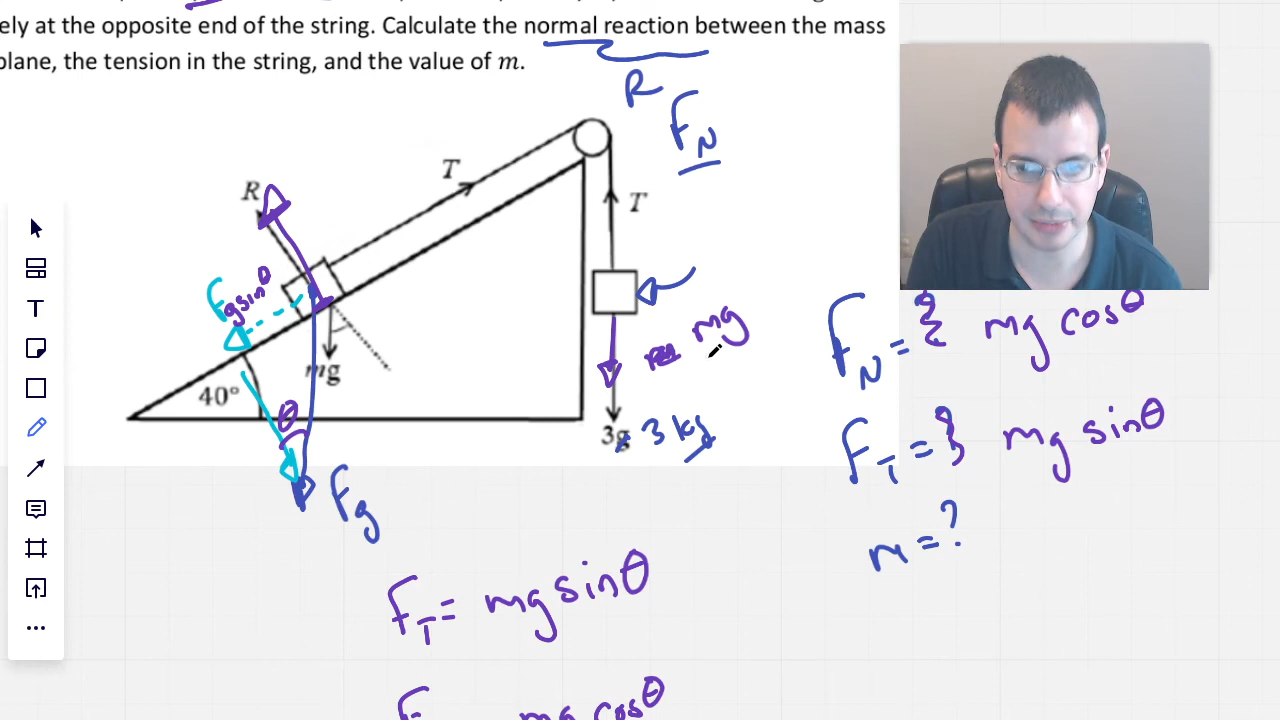 ely at the opposite end of the string. Calculate the normal reaction between the mass
plane, the tension in the string, and the value of m.
R
F_N
T
R
T
F_g sinθ
mg
mg
40°
θ
3g 3 kg
F_g
F_N = { mg cosθ
F_T = } mg sinθ
m = ?
F_T = mg sinθ
mg cosθ
T